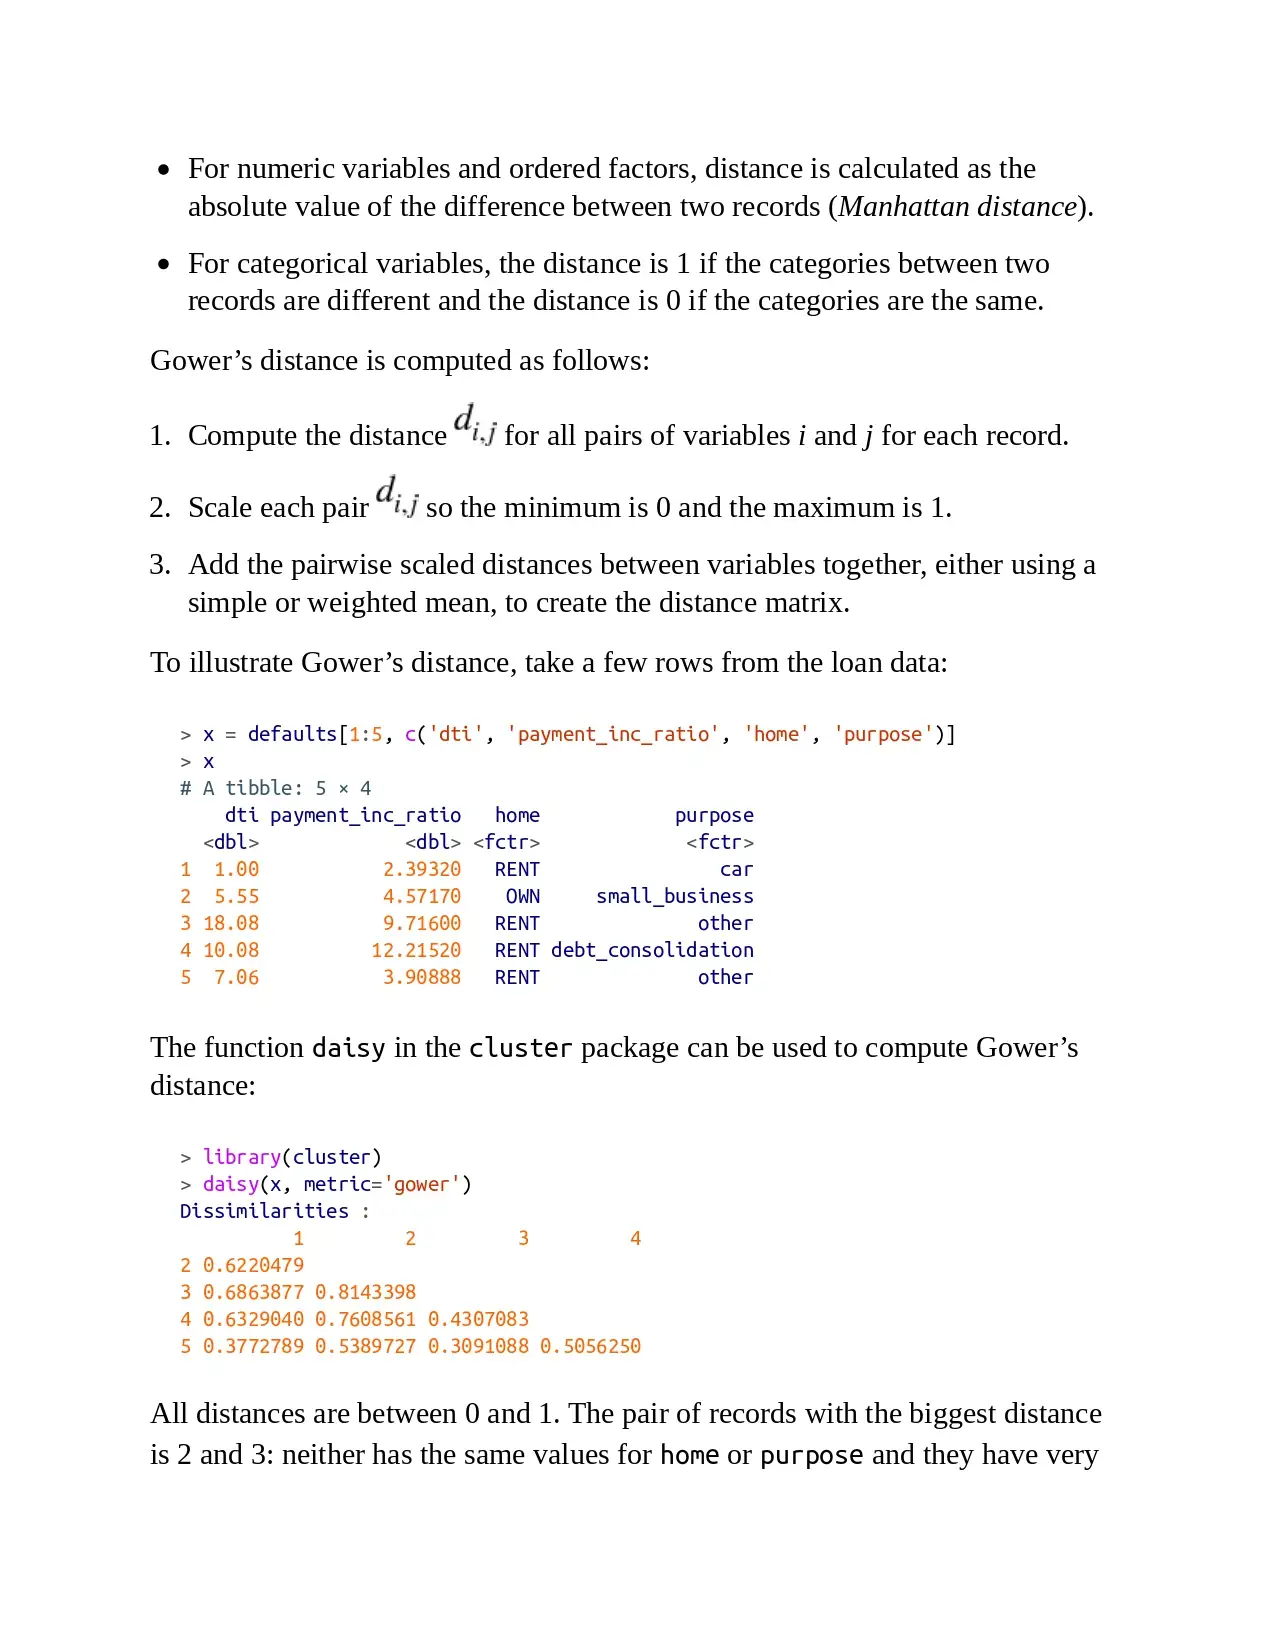 • For numeric variables and ordered factors, distance is calculated as the
absolute value of the difference between two records (Manhattan distance).
• For categorical variables, the distance is 1 if the categories between two
records are different and the distance is 0 if the categories are the same.
Gower’s distance is computed as follows:
1. Compute the distance d_{i,j} for all pairs of variables i and j for each record.
2. Scale each pair d_{i,j} so the minimum is 0 and the maximum is 1.
3. Add the pairwise scaled distances between variables together, either using a
simple or weighted mean, to create the distance matrix.
To illustrate Gower’s distance, take a few rows from the loan data:
> x = defaults[1:5, c('dti', 'payment_inc_ratio', 'home', 'purpose')]
> x
# A tibble: 5 × 4
dti payment_inc_ratio home purpose
<dbl> <dbl> <fctr> <fctr>
1 1.00 2.39320 RENT car
2 5.55 4.57170 OWN small_business
3 18.08 9.71600 RENT other
4 10.08 12.21520 RENT debt_consolidation
5 7.06 3.90888 RENT other
The function daisy in the cluster package can be used to compute Gower’s
distance:
> library(cluster)
> daisy(x, metric='gower')
Dissimilarities :
1 2 3 4
2 0.6220479
3 0.6863877 0.8143398
4 0.6329040 0.7608561 0.4307083
5 0.3772789 0.5389727 0.3091088 0.5056250
All distances are between 0 and 1. The pair of records with the biggest distance
is 2 and 3: neither has the same values for home or purpose and they have very